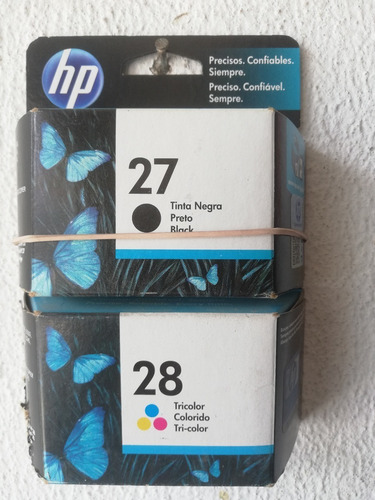 hp
Precisos. Confiables.
Siempre.
Preciso. Confiável.
Sempre.
27
Tinta Negra
Preto
Black
28
Tricolor
Colorido
Tri-color